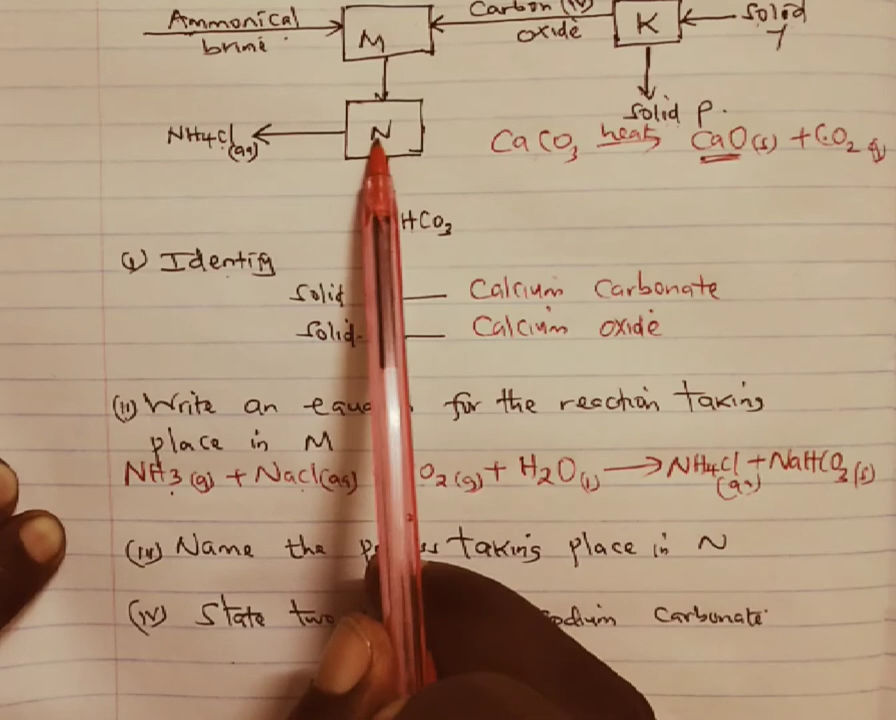 Ammonical brine
M
Carbon (iv) oxide
K
Solid Y
N
NH4Cl(aq)
Solid P.
CaCO3 heat CaO(s) + CO2 g
HCO3
(i) Identify
Solid — Calcium Carbonate
Solid — Calcium oxide
(ii) Write an equa for the reaction taking
place in M
NH3(g) + NaCl(aq) O2(g) + H2O(l) → NH4Cl(aq) + NaHCO3(s)
(iii) Name the taking place in N
(iv) State two Carbonate